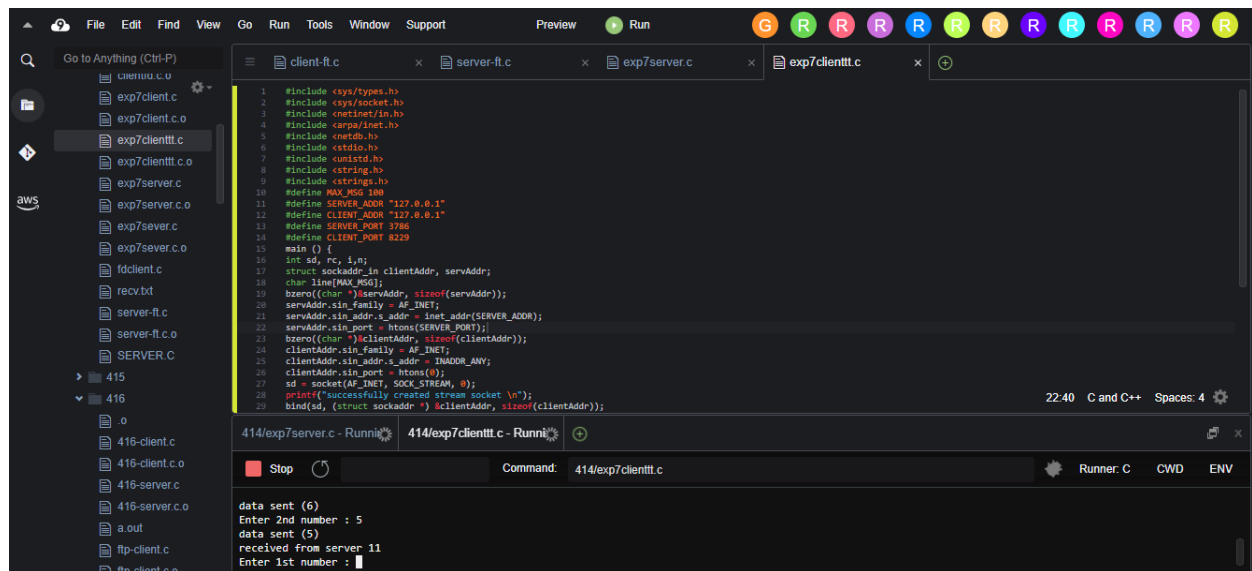 File Edit Find View Go Run Tools Window Support Preview Run G R R R R R R R R R R R R
Go to Anything (Ctrl-P)
clientfd.c.o
exp7client.c
exp7client.c.o
exp7clienttt.c
exp7clienttt.c.o
exp7server.c
exp7server.c.o
exp7sever.c
exp7sever.c.o
fdclient.c
recv.txt
server-ft.c
server-ft.c.o
SERVER.C
415
416
.o
416-client.c
416-client.c.o
416-server.c
416-server.c.o
a.out
ftp-client.c
ftp-client.c.o
aws
client-ft.c × server-ft.c × exp7server.c × exp7clienttt.c ×
1 #include <sys/types.h>
2 #include <sys/socket.h>
3 #include <netinet/in.h>
4 #include <arpa/inet.h>
5 #include <netdb.h>
6 #include <stdio.h>
7 #include <unistd.h>
8 #include <string.h>
9 #include <strings.h>
10 #define MAX_MSG 100
11 #define SERVER_ADDR "127.0.0.1"
12 #define CLIENT_ADDR "127.0.0.1"
13 #define SERVER_PORT 3786
14 #define CLIENT_PORT 8229
15 main () {
16 int sd, rc, i,n;
17 struct sockaddr_in clientAddr, servAddr;
18 char line[MAX_MSG];
19 bzero((char *)&servAddr, sizeof(servAddr));
20 servAddr.sin_family = AF_INET;
21 servAddr.sin_addr.s_addr = inet_addr(SERVER_ADDR);
22 servAddr.sin_port = htons(SERVER_PORT);
23 bzero((char *)&clientAddr, sizeof(clientAddr));
24 clientAddr.sin_family = AF_INET;
25 clientAddr.sin_addr.s_addr = INADDR_ANY;
26 clientAddr.sin_port = htons(0);
27 sd = socket(AF_INET, SOCK_STREAM, 0);
28 printf("successfully created stream socket \n");
29 bind(sd, (struct sockaddr *) &clientAddr, sizeof(clientAddr));
22:40 C and C++ Spaces: 4
414/exp7server.c - Runnin 414/exp7clienttt.c - Runnin
Stop Command: 414/exp7clienttt.c Runner: C CWD ENV
data sent (6)
Enter 2nd number : 5
data sent (5)
received from server 11
Enter 1st number :